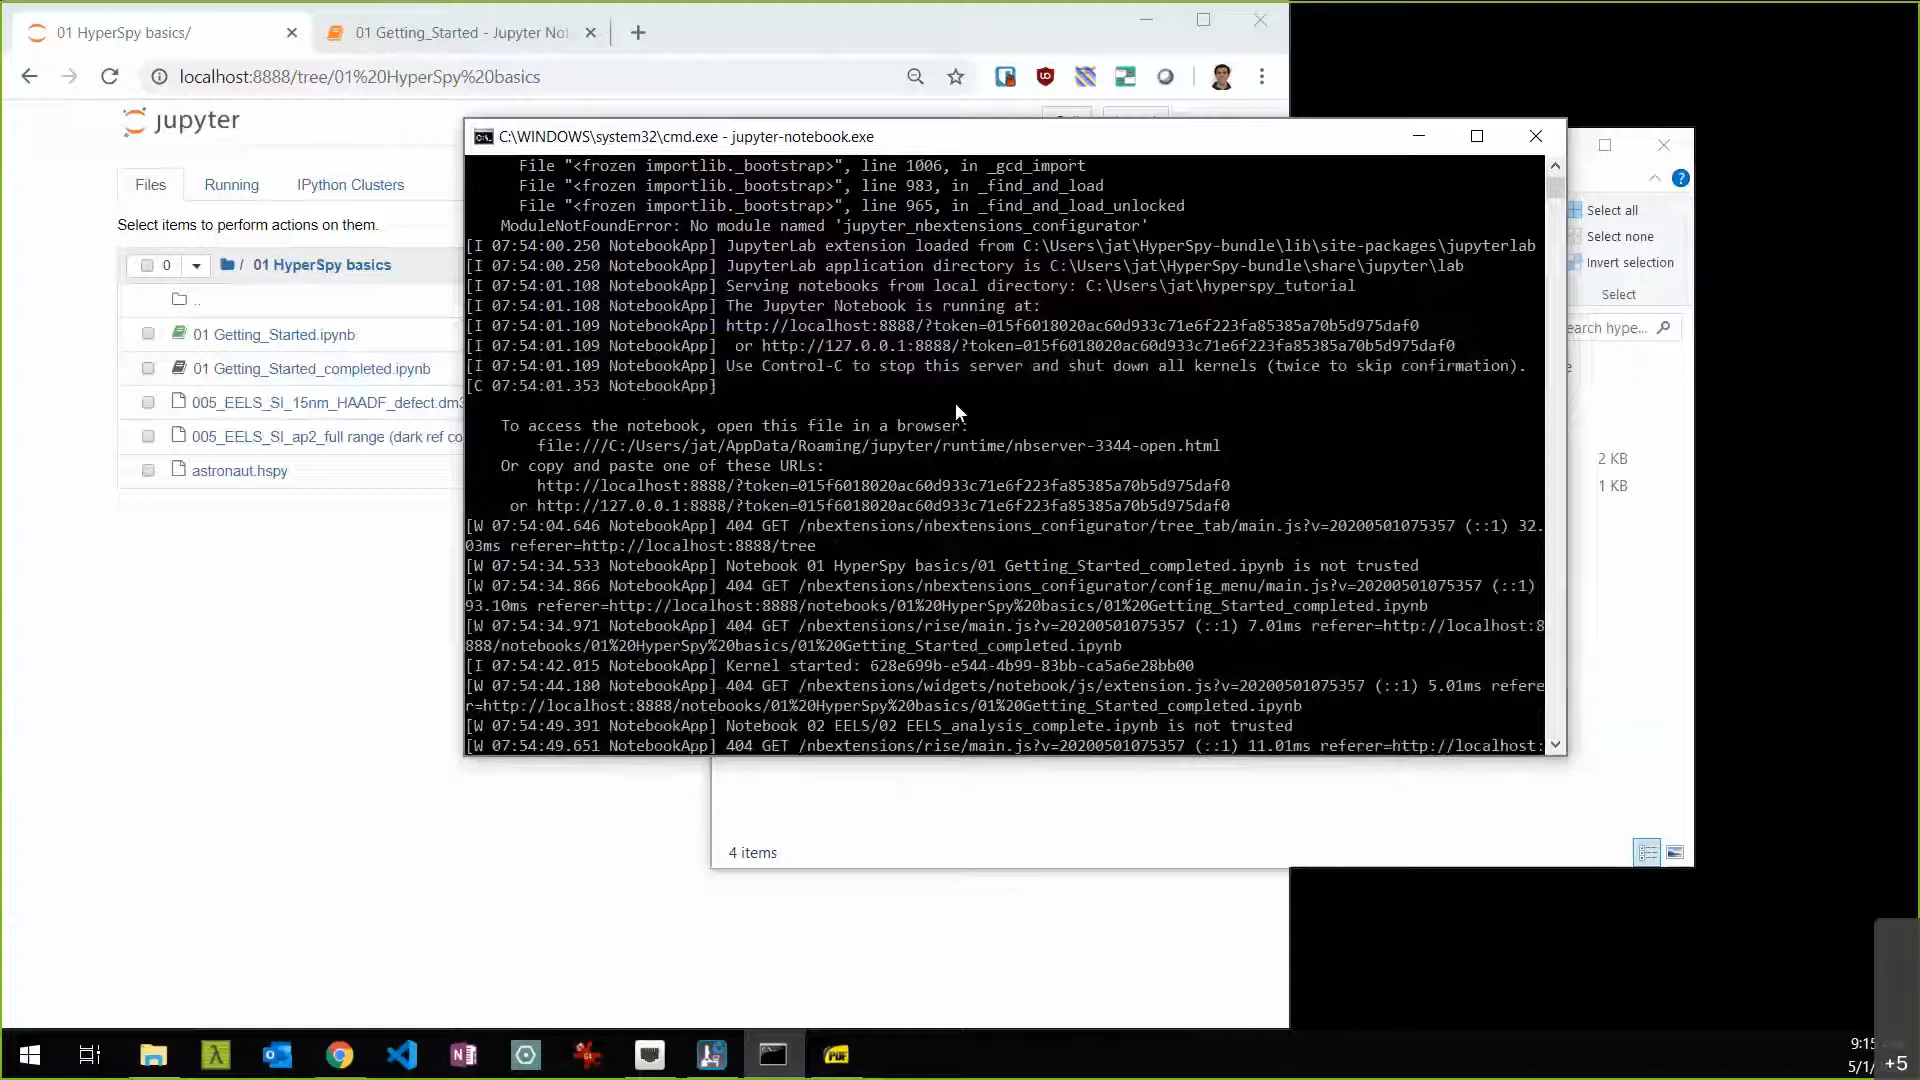 01 HyperSpy basics/
01 Getting_Started - Jupyter Not
localhost:8888/tree/01%20HyperSpy%20basics
jupyter
Files
Running
IPython Clusters
Select items to perform actions on them.
0
/ 01 HyperSpy basics
..
01 Getting_Started.ipynb
01 Getting_Started_completed.ipynb
005_EELS_SI_15nm_HAADF_defect.dm3
005_EELS_SI_ap2_full range (dark ref co
astronaut.hspy
C:\WINDOWS\system32\cmd.exe - jupyter-notebook.exe
File "<frozen importlib._bootstrap>", line 1006, in _gcd_import
File "<frozen importlib._bootstrap>", line 983, in _find_and_load
File "<frozen importlib._bootstrap>", line 965, in _find_and_load_unlocked
ModuleNotFoundError: No module named 'jupyter_nbextensions_configurator'
[I 07:54:00.250 NotebookApp] JupyterLab extension loaded from C:\Users\jat\HyperSpy-bundle\lib\site-packages\jupyterlab
[I 07:54:00.250 NotebookApp] JupyterLab application directory is C:\Users\jat\HyperSpy-bundle\share\jupyter\lab
[I 07:54:01.108 NotebookApp] Serving notebooks from local directory: C:\Users\jat\hyperspy_tutorial
[I 07:54:01.108 NotebookApp] The Jupyter Notebook is running at:
[I 07:54:01.109 NotebookApp] http://localhost:8888/?token=015f6018020ac60d933c71e6f223fa85385a70b5d975daf0
[I 07:54:01.109 NotebookApp]  or http://127.0.0.1:8888/?token=015f6018020ac60d933c71e6f223fa85385a70b5d975daf0
[I 07:54:01.109 NotebookApp] Use Control-C to stop this server and shut down all kernels (twice to skip confirmation).
[C 07:54:01.353 NotebookApp]
To access the notebook, open this file in a browser:
file:///C:/Users/jat/AppData/Roaming/jupyter/runtime/nbserver-3344-open.html
Or copy and paste one of these URLs:
http://localhost:8888/?token=015f6018020ac60d933c71e6f223fa85385a70b5d975daf0
or http://127.0.0.1:8888/?token=015f6018020ac60d933c71e6f223fa85385a70b5d975daf0
[W 07:54:04.646 NotebookApp] 404 GET /nbextensions/nbextensions_configurator/tree_tab/main.js?v=20200501075357 (::1) 32.
03ms referer=http://localhost:8888/tree
[W 07:54:34.533 NotebookApp] Notebook 01 HyperSpy basics/01 Getting_Started_completed.ipynb is not trusted
[W 07:54:34.866 NotebookApp] 404 GET /nbextensions/nbextensions_configurator/config_menu/main.js?v=20200501075357 (::1)
93.10ms referer=http://localhost:8888/notebooks/01%20HyperSpy%20basics/01%20Getting_Started_completed.ipynb
[W 07:54:34.971 NotebookApp] 404 GET /nbextensions/rise/main.js?v=20200501075357 (::1) 7.01ms referer=http://localhost:8
888/notebooks/01%20HyperSpy%20basics/01%20Getting_Started_completed.ipynb
[I 07:54:42.015 NotebookApp] Kernel started: 628e699b-e544-4b99-83bb-ca5a6e28bb00
[W 07:54:44.180 NotebookApp] 404 GET /nbextensions/widgets/notebook/js/extension.js?v=20200501075357 (::1) 5.01ms refere
r=http://localhost:8888/notebooks/01%20HyperSpy%20basics/01%20Getting_Started_completed.ipynb
[W 07:54:49.391 NotebookApp] Notebook 02 EELS/02 EELS_analysis_complete.ipynb is not trusted
[W 07:54:49.651 NotebookApp] 404 GET /nbextensions/rise/main.js?v=20200501075357 (::1) 11.01ms referer=http://localhost:
Select all
Select none
Invert selection
Select
earch hype...
2 KB
1 KB
4 items
9:15
5/1/
+5